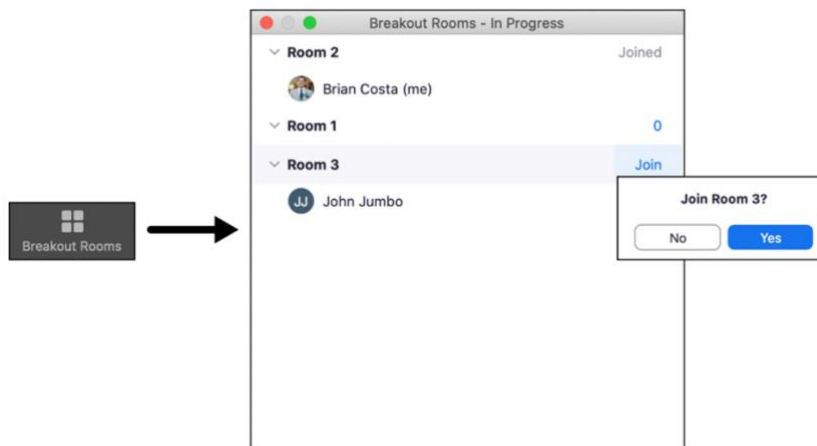 Breakout Rooms - In Progress
Room 2 Joined
Brian Costa (me)
Room 1 0
Room 3 Join
JJ John Jumbo
Join Room 3?
No Yes
Breakout Rooms